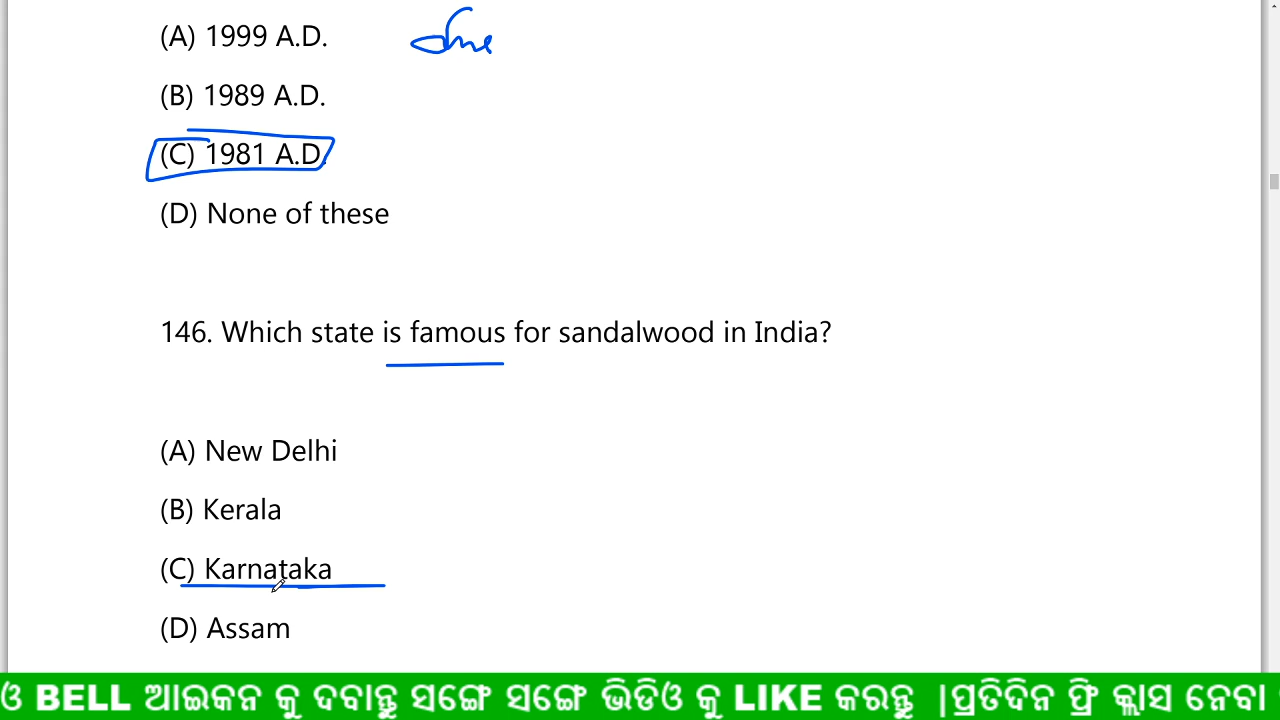 (A) 1999 A.D.
(B) 1989 A.D.
(C) 1981 A.D.
(D) None of these
146. Which state is famous for sandalwood in India?
(A) New Delhi
(B) Kerala
(C) Karnataka
(D) Assam
ଓ BELL ଆଇକନ କୁ ଦବାନ୍ତୁ ସଙ୍ଗେ ସଙ୍ଗେ ଭିଡିଓ କୁ LIKE କରନ୍ତୁ |ପ୍ରତିଦିନ ଫ୍ରି କ୍ଲାସ ନେବା